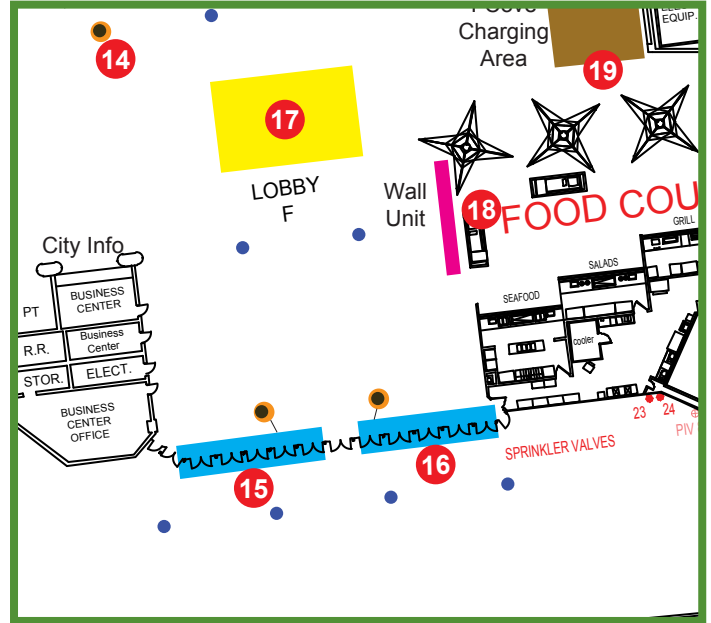 14
Charging
Area
EQUIP.
19
17
LOBBY
F
Wall
Unit
18
FOOD COU
GRILL
SALADS
SEAFOOD
cooler
City Info
PT
BUSINESS
CENTER
R.R.
Business
Center
STOR.
ELECT.
BUSINESS
CENTER
OFFICE
15
16
23
24
PIV
SPRINKLER VALVES